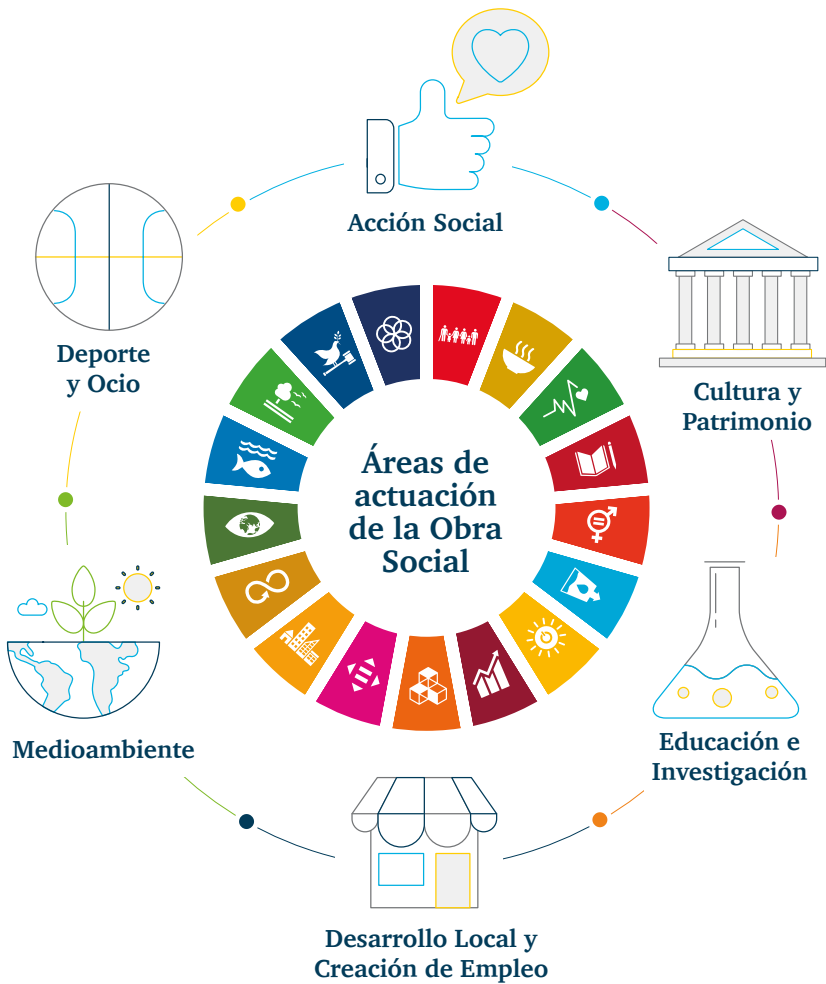 Acción Social
Deporte
y Ocio
Cultura y
Patrimonio
Áreas de
actuación
de la Obra
Social
Medioambiente
Educación e
Investigación
Desarrollo Local y
Creación de Empleo